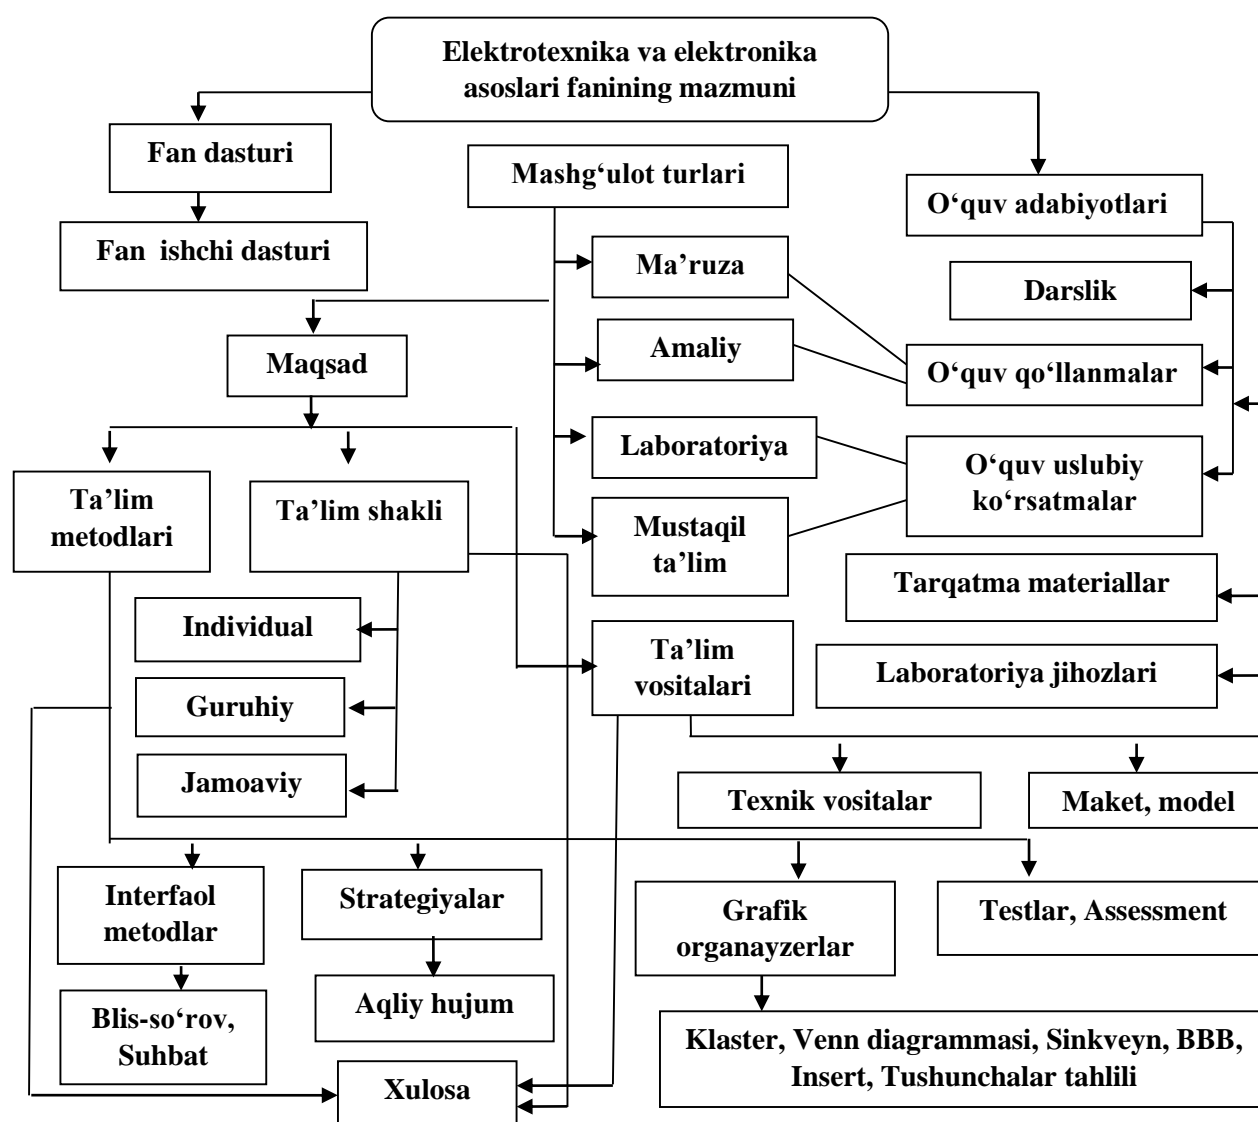 Elektrotexnika va elektronika
asoslari fanining mazmuni
Fan dasturi
Mashg‘ulot turlari
O‘quv adabiyotlari
Fan ishchi dasturi
Ma’ruza
Darslik
Maqsad
Amaliy
O‘quv qo‘llanmalar
Laboratoriya
O‘quv uslubiy
ko‘rsatmalar
Ta’lim
metodlari
Ta’lim shakli
Mustaqil
ta’lim
Tarqatma materiallar
Individual
Ta’lim
vositalari
Laboratoriya jihozlari
Guruhiy
Jamoaviy
Texnik vositalar
Maket, model
Interfaol
metodlar
Strategiyalar
Grafik
organayzerlar
Testlar, Assessment
Blis-so‘rov,
Suhbat
Aqliy hujum
Klaster, Venn diagrammasi, Sinkveyn, BBB,
Insert, Tushunchalar tahlili
Xulosa